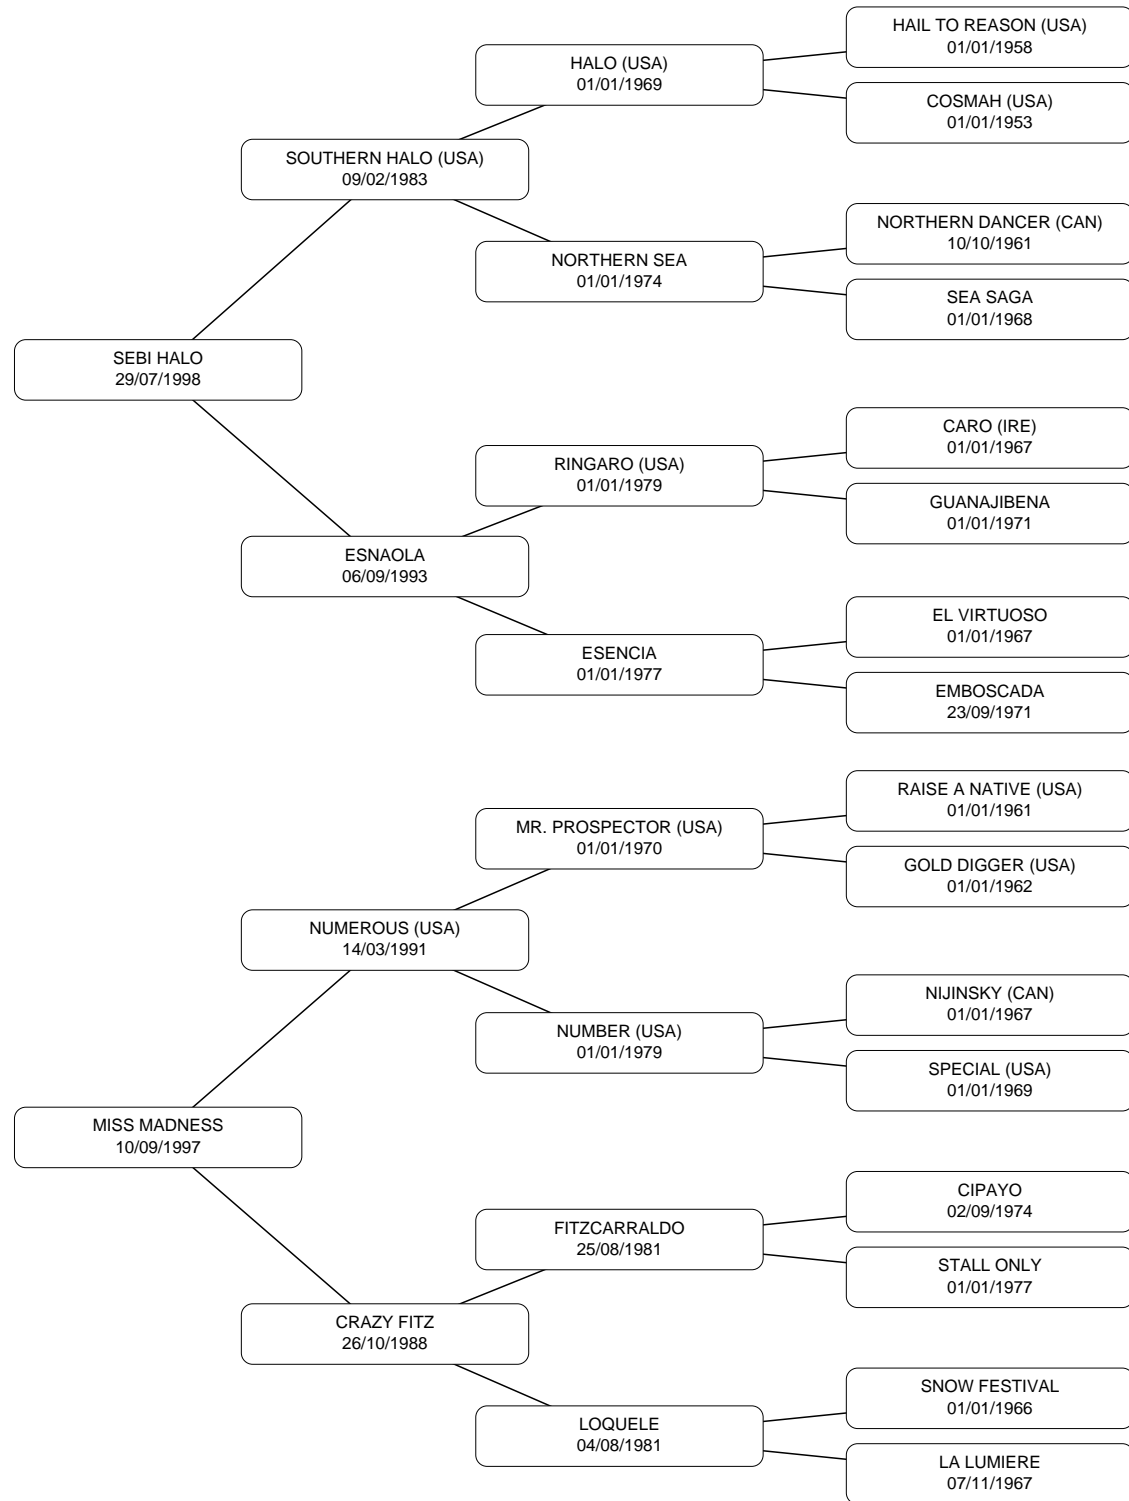 HAIL TO REASON (USA)
01/01/1958
HALO (USA)
01/01/1969
COSMAH (USA)
01/01/1953
SOUTHERN HALO (USA)
09/02/1983
NORTHERN DANCER (CAN)
10/10/1961
NORTHERN SEA
01/01/1974
SEA SAGA
01/01/1968
SEBI HALO
29/07/1998
CARO (IRE)
01/01/1967
RINGARO (USA)
01/01/1979
GUANAJIBENA
01/01/1971
ESNAOLA
06/09/1993
EL VIRTUOSO
01/01/1967
ESENCIA
01/01/1977
EMBOSCADA
23/09/1971
RAISE A NATIVE (USA)
01/01/1961
MR. PROSPECTOR (USA)
01/01/1970
GOLD DIGGER (USA)
01/01/1962
NUMEROUS (USA)
14/03/1991
NIJINSKY (CAN)
01/01/1967
NUMBER (USA)
01/01/1979
SPECIAL (USA)
01/01/1969
MISS MADNESS
10/09/1997
CIPAYO
02/09/1974
FITZCARRALDO
25/08/1981
STALL ONLY
01/01/1977
CRAZY FITZ
26/10/1988
SNOW FESTIVAL
01/01/1966
LOQUELE
04/08/1981
LA LUMIERE
07/11/1967